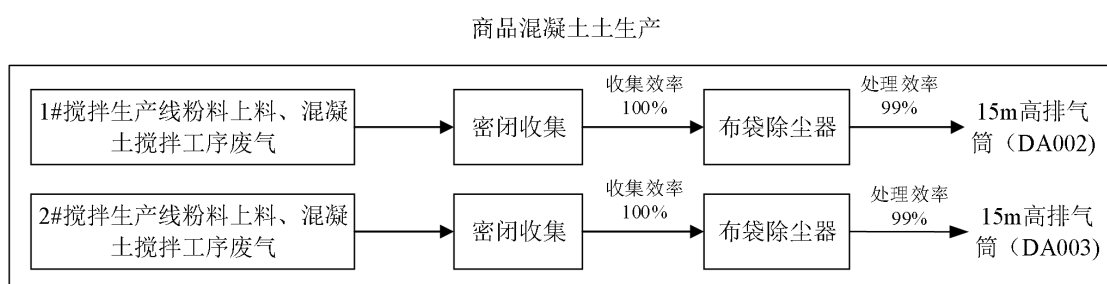 商品混凝土土生产
1#搅拌生产线粉料上料、混凝
土搅拌工序废气
密闭收集
收集效率
100%
布袋除尘器
处理效率
99%
15m高排气
筒（DA002）
2#搅拌生产线粉料上料、混凝
土搅拌工序废气
密闭收集
收集效率
100%
布袋除尘器
处理效率
99%
15m高排气
筒（DA003）